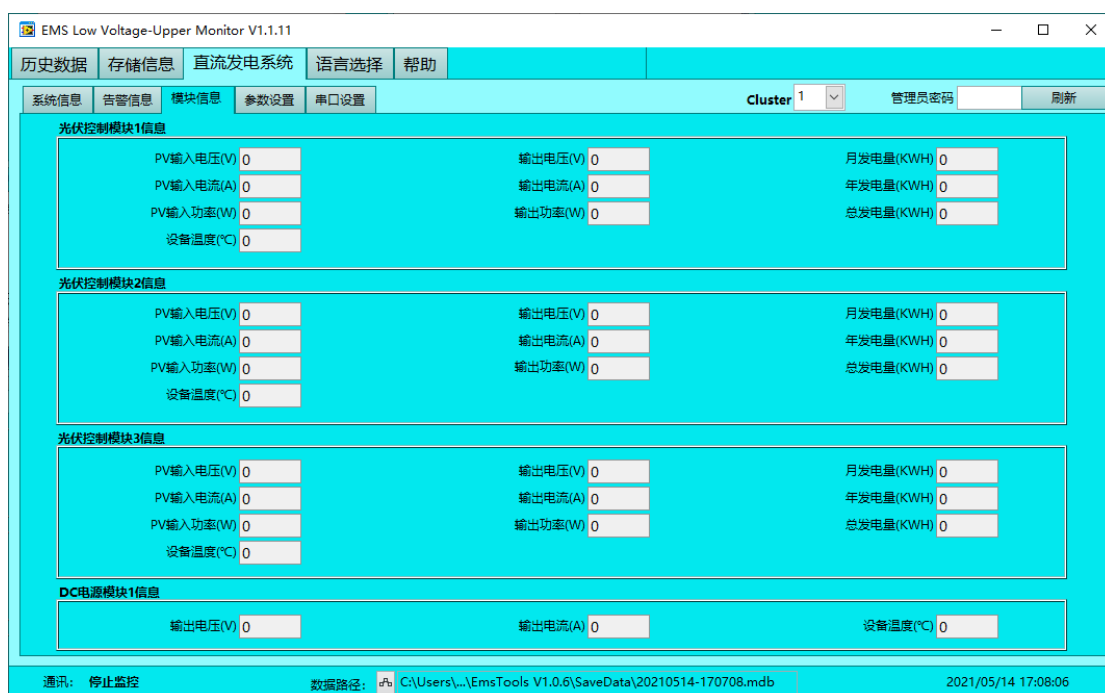 EMS Low Voltage-Upper Monitor V1.1.11
历史数据 存储信息 直流发电系统 语言选择 帮助
系统信息 告警信息 模块信息 参数设置 串口设置 Cluster 1 管理员密码 刷新
光伏控制模块1信息
PV输入电压(V) 0 输出电压(V) 0 月发电量(KWH) 0
PV输入电流(A) 0 输出电流(A) 0 年发电量(KWH) 0
PV输入功率(W) 0 输出功率(W) 0 总发电量(KWH) 0
设备温度(℃) 0
光伏控制模块2信息
PV输入电压(V) 0 输出电压(V) 0 月发电量(KWH) 0
PV输入电流(A) 0 输出电流(A) 0 年发电量(KWH) 0
PV输入功率(W) 0 输出功率(W) 0 总发电量(KWH) 0
设备温度(℃) 0
光伏控制模块3信息
PV输入电压(V) 0 输出电压(V) 0 月发电量(KWH) 0
PV输入电流(A) 0 输出电流(A) 0 年发电量(KWH) 0
PV输入功率(W) 0 输出功率(W) 0 总发电量(KWH) 0
设备温度(℃) 0
DC电源模块1信息
输出电压(V) 0 输出电流(A) 0 设备温度(℃) 0
通讯: 停止监控 数据路径: C:\Users\...\EmsTools V1.0.6\SaveData\20210514-170708.mdb 2021/05/14 17:08:06